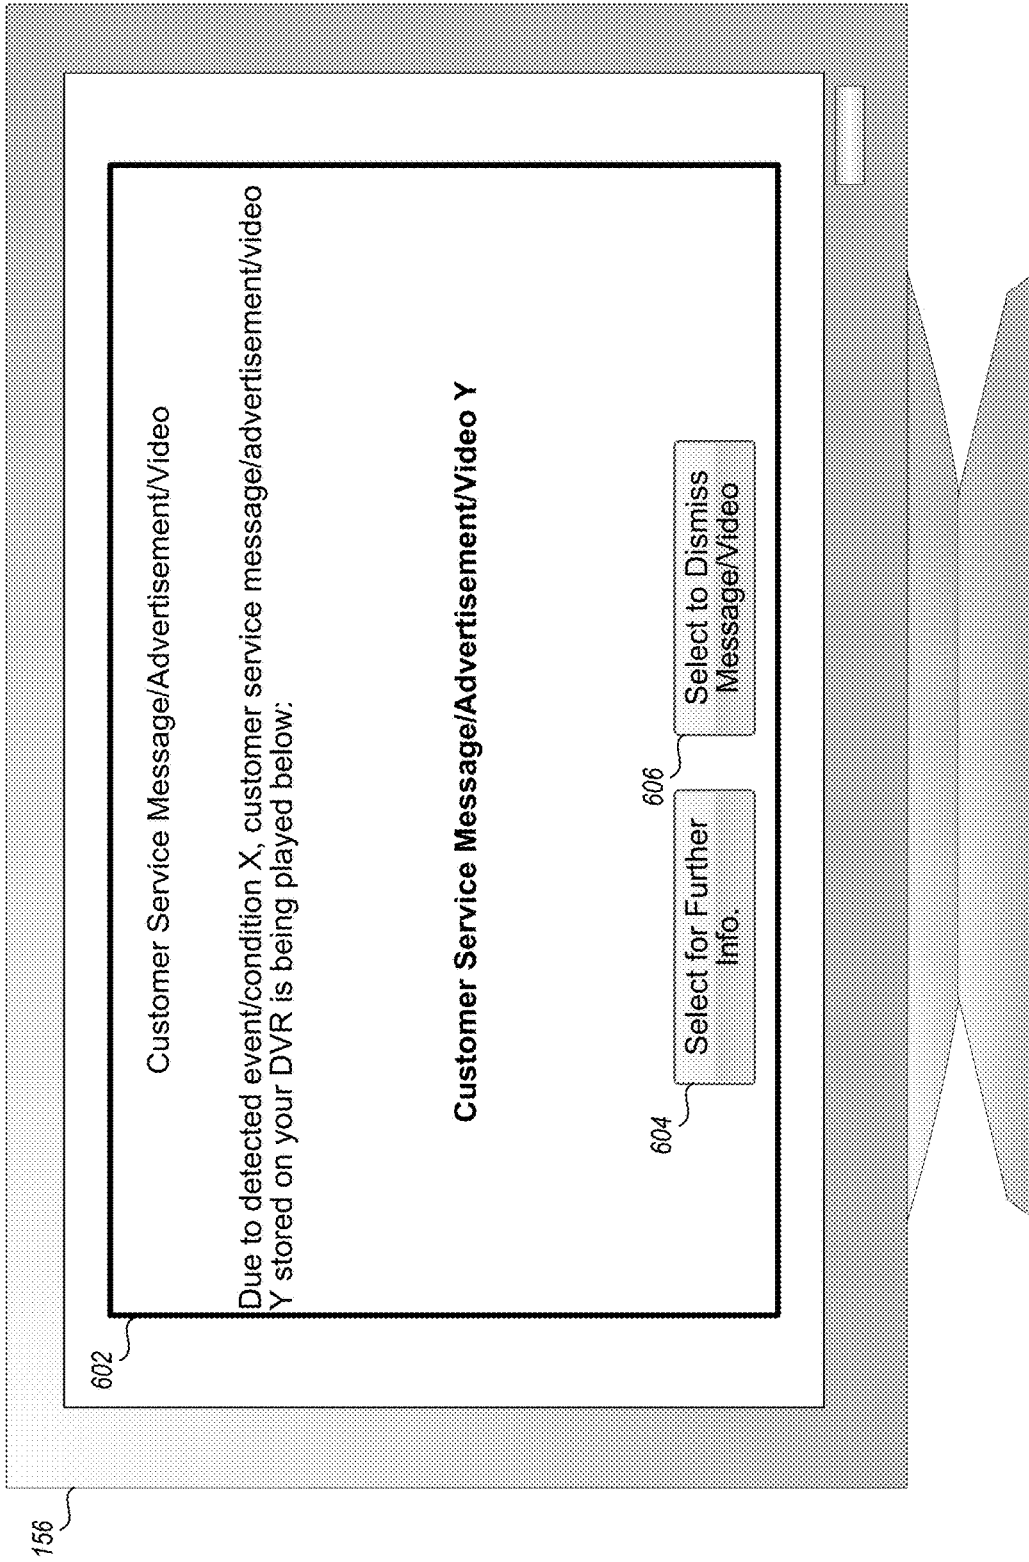 156
602
Customer Service Message/Advertisement/Video
Due to detected event/condition X, customer service message/advertisement/video
Y stored on your DVR is being played below:
Customer Service Message/Advertisement/Video Y
604
Select for Further
Info.
606
Select to Dismiss
Message/Video